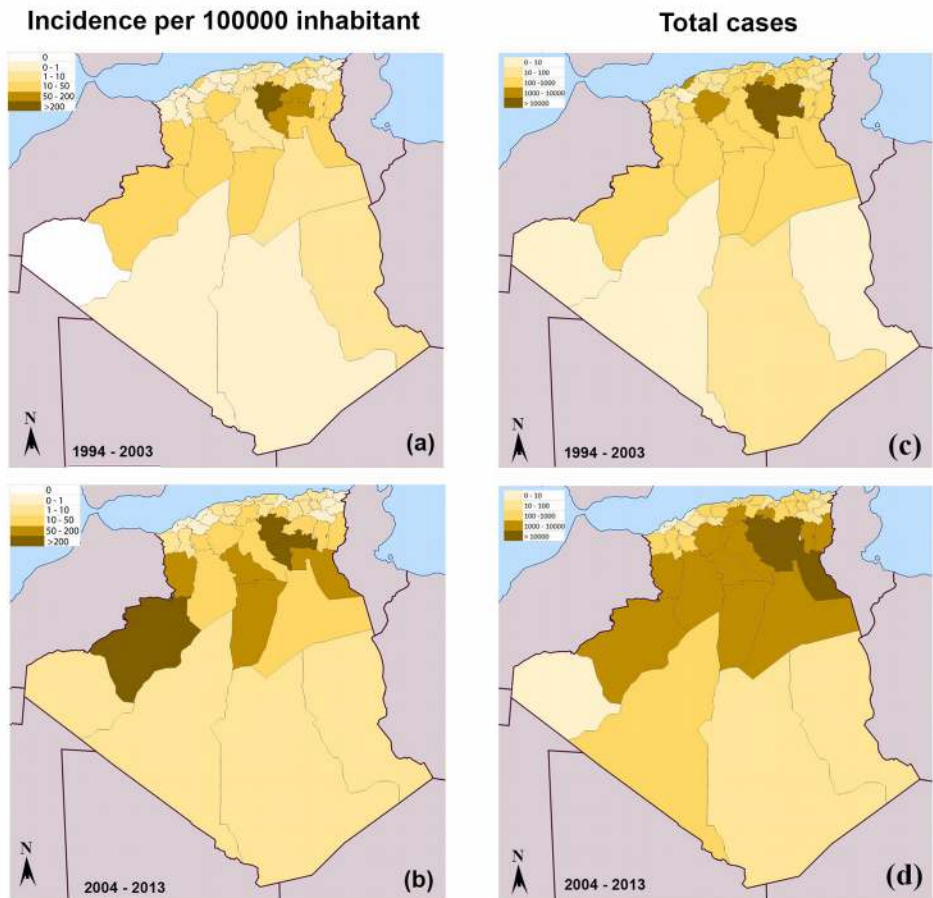 Incidence per 100000 inhabitant
Total cases
0
0 - 1
1 - 10
10 - 50
50 - 200
>200
N
1994 - 2003
(a)
0 - 10
10 - 100
100 -1000
1000 - 10000
> 10000
N
1994 - 2003
(c)
0
0 - 1
1 - 10
10 - 50
50 - 200
>200
N
2004 - 2013
(b)
0 - 10
10 - 100
100 -1000
1000 - 10000
> 10000
N
2004 - 2013
(d)